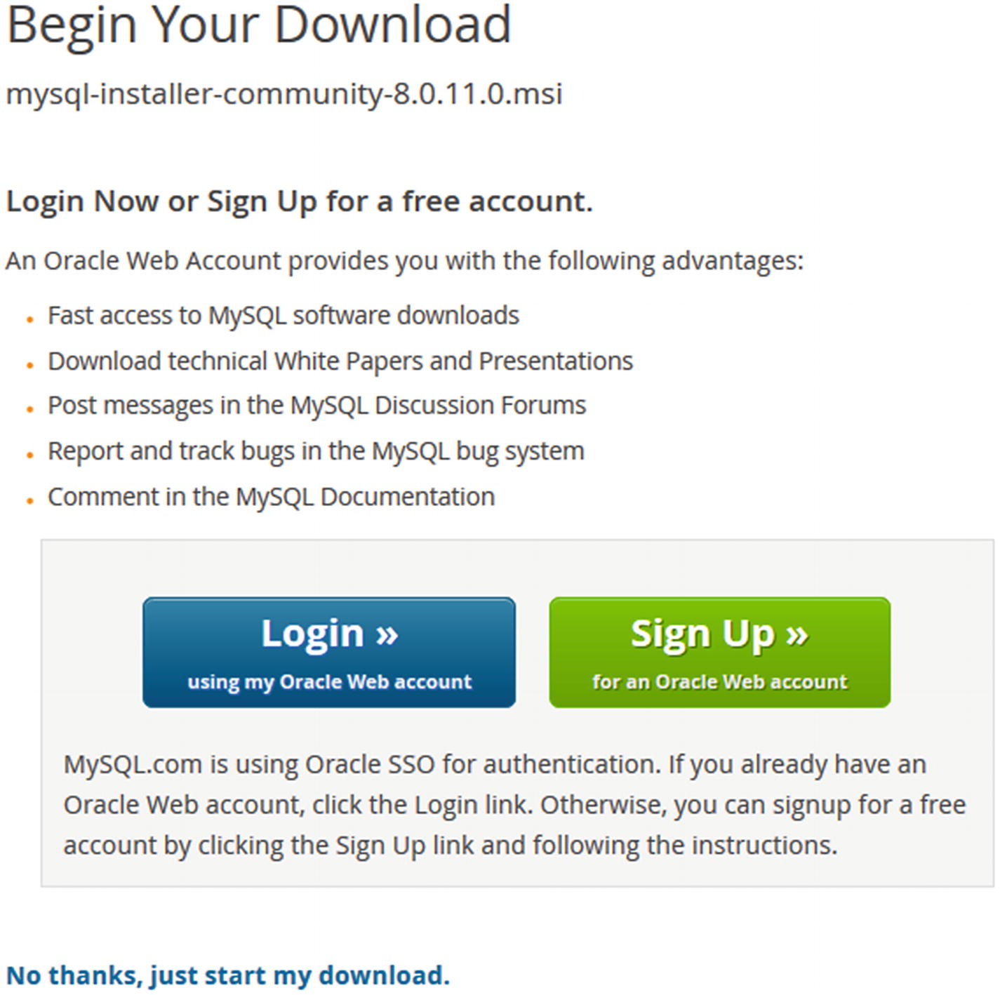 Begin Your Download
mysql-installer-community-8.0.11.0.msi
Login Now or Sign Up for a free account.
An Oracle Web Account provides you with the following advantages:
Fast access to MySQL software downloads
Download technical White Papers and Presentations
Post messages in the MySQL Discussion Forums
Report and track bugs in the MySQL bug system
Comment in the MySQL Documentation
Login »
using my Oracle Web account
Sign Up »
for an Oracle Web account
MySQL.com is using Oracle SSO for authentication. If you already have an
Oracle Web account, click the Login link. Otherwise, you can signup for a free
account by clicking the Sign Up link and following the instructions.
No thanks, just start my download.